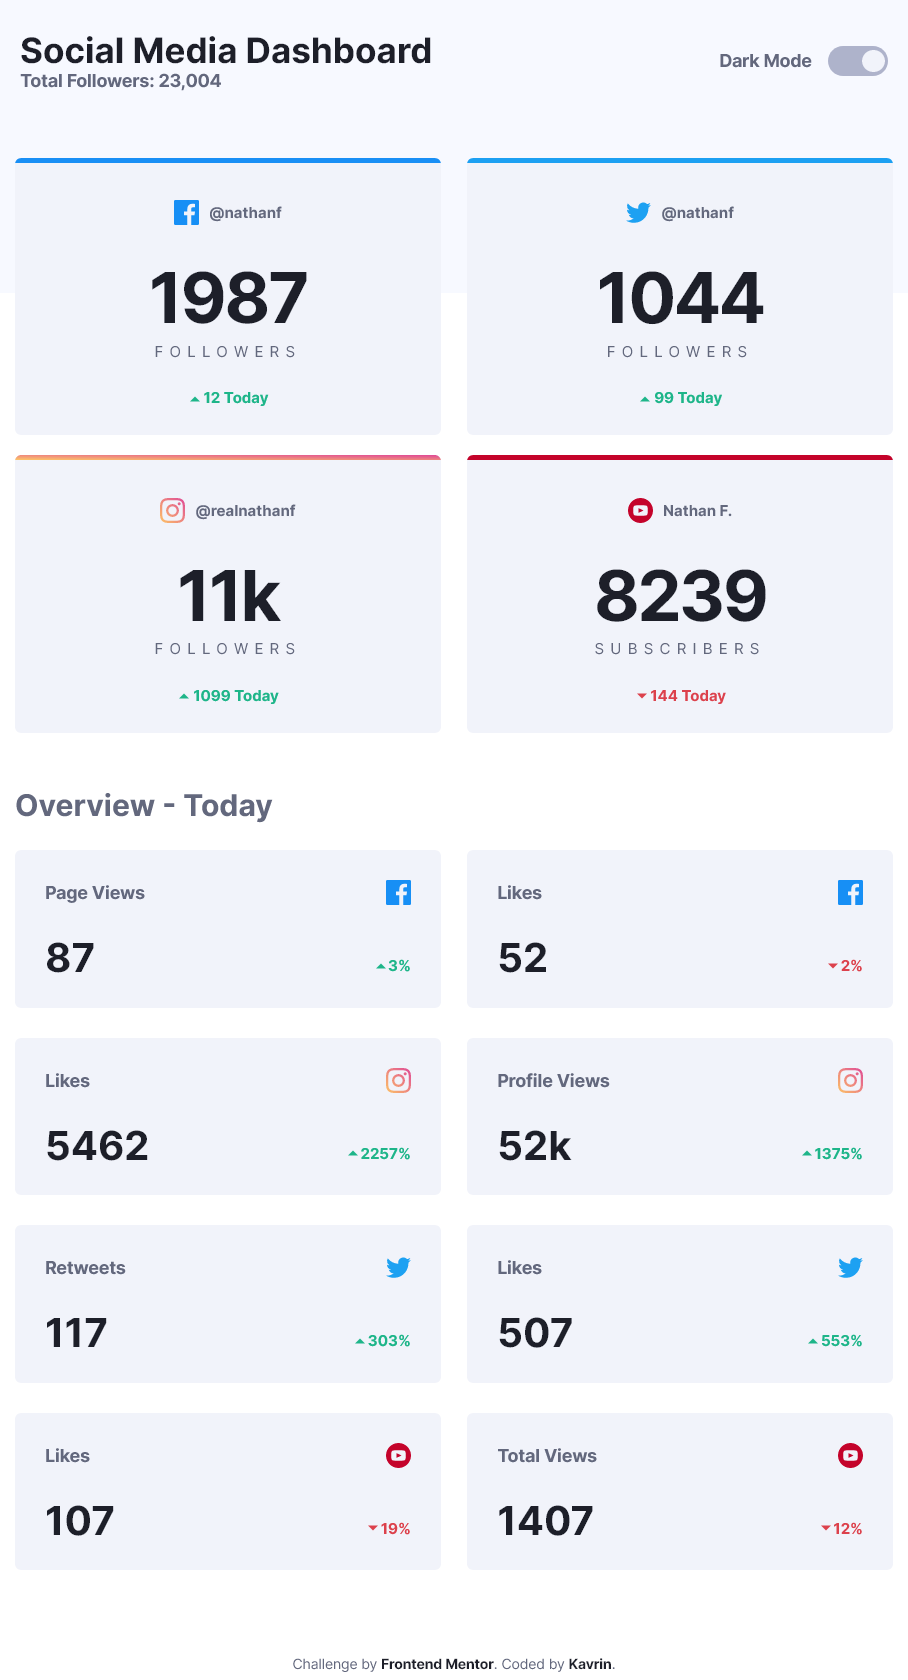 Social Media Dashboard
Total Followers: 23,004
Dark Mode
@nathanf
1987
FOLLOWERS
12 Today
@nathanf
1044
FOLLOWERS
99 Today
@realnathanf
11k
FOLLOWERS
1099 Today
Nathan F.
8239
SUBSCRIBERS
144 Today
Overview - Today
Page Views
87
3%
Likes
52
2%
Likes
5462
2257%
Profile Views
52k
1375%
Retweets
117
303%
Likes
507
553%
Likes
107
19%
Total Views
1407
12%
Challenge by Frontend Mentor. Coded by Kavrin.